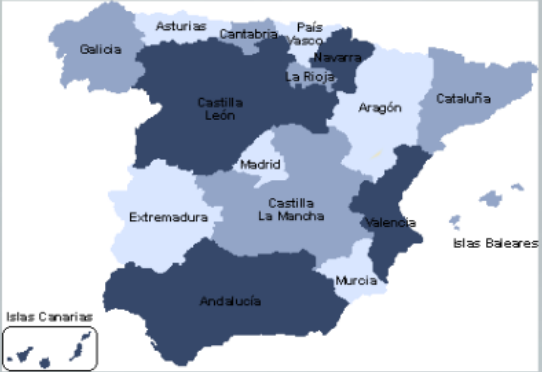 Asturias
País
Vasco
Cantabria
Galicia
Navarra
La Rioja
Castilla
León
Aragón
Cataluña
Madrid
Castilla
La Mancha
Extremadura
Valencia
Islas Baleares
Murcia
Andalucía
Islas Canarias